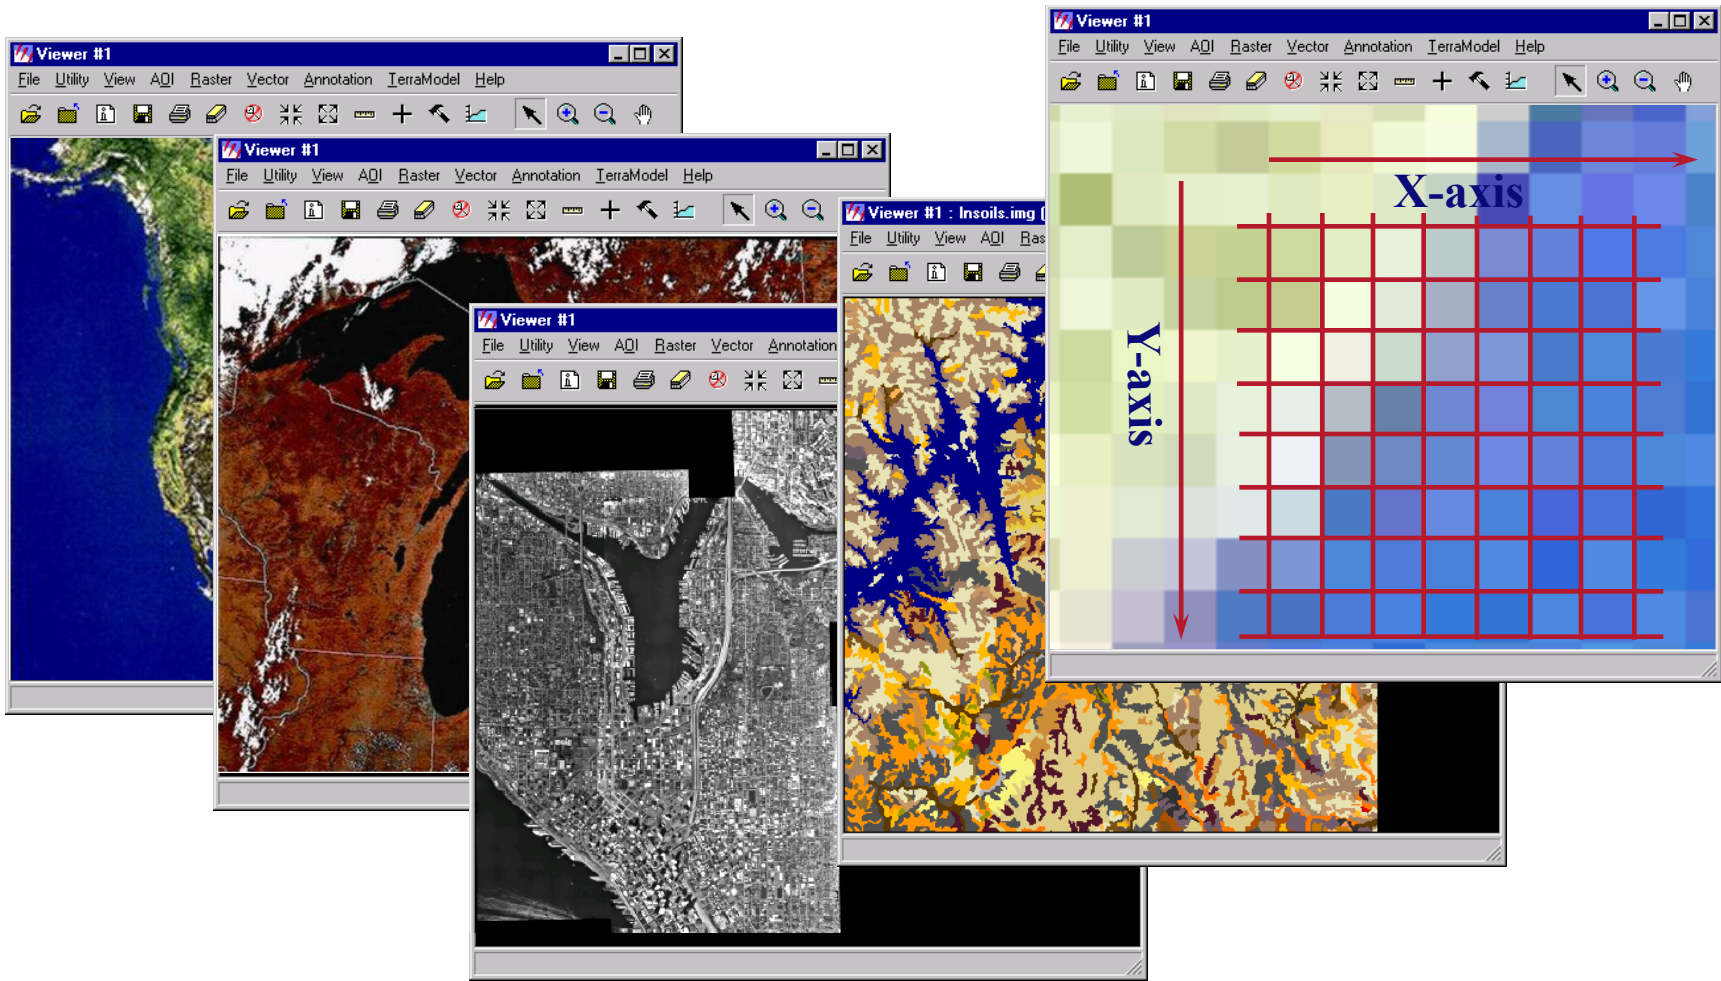 Viewer #1
File Utility View AOI Raster Vector Annotation TerraModel Help
Viewer #1
File Utility View AOI Raster Vector Annotation TerraModel Help
Viewer #1
File Utility View AOI Raster Vector Annotation
Viewer #1 : lnsoils.img (
File Utility View AOI Ras
Viewer #1
File Utility View AOI Raster Vector Annotation TerraModel Help
X-axis
Y-axis